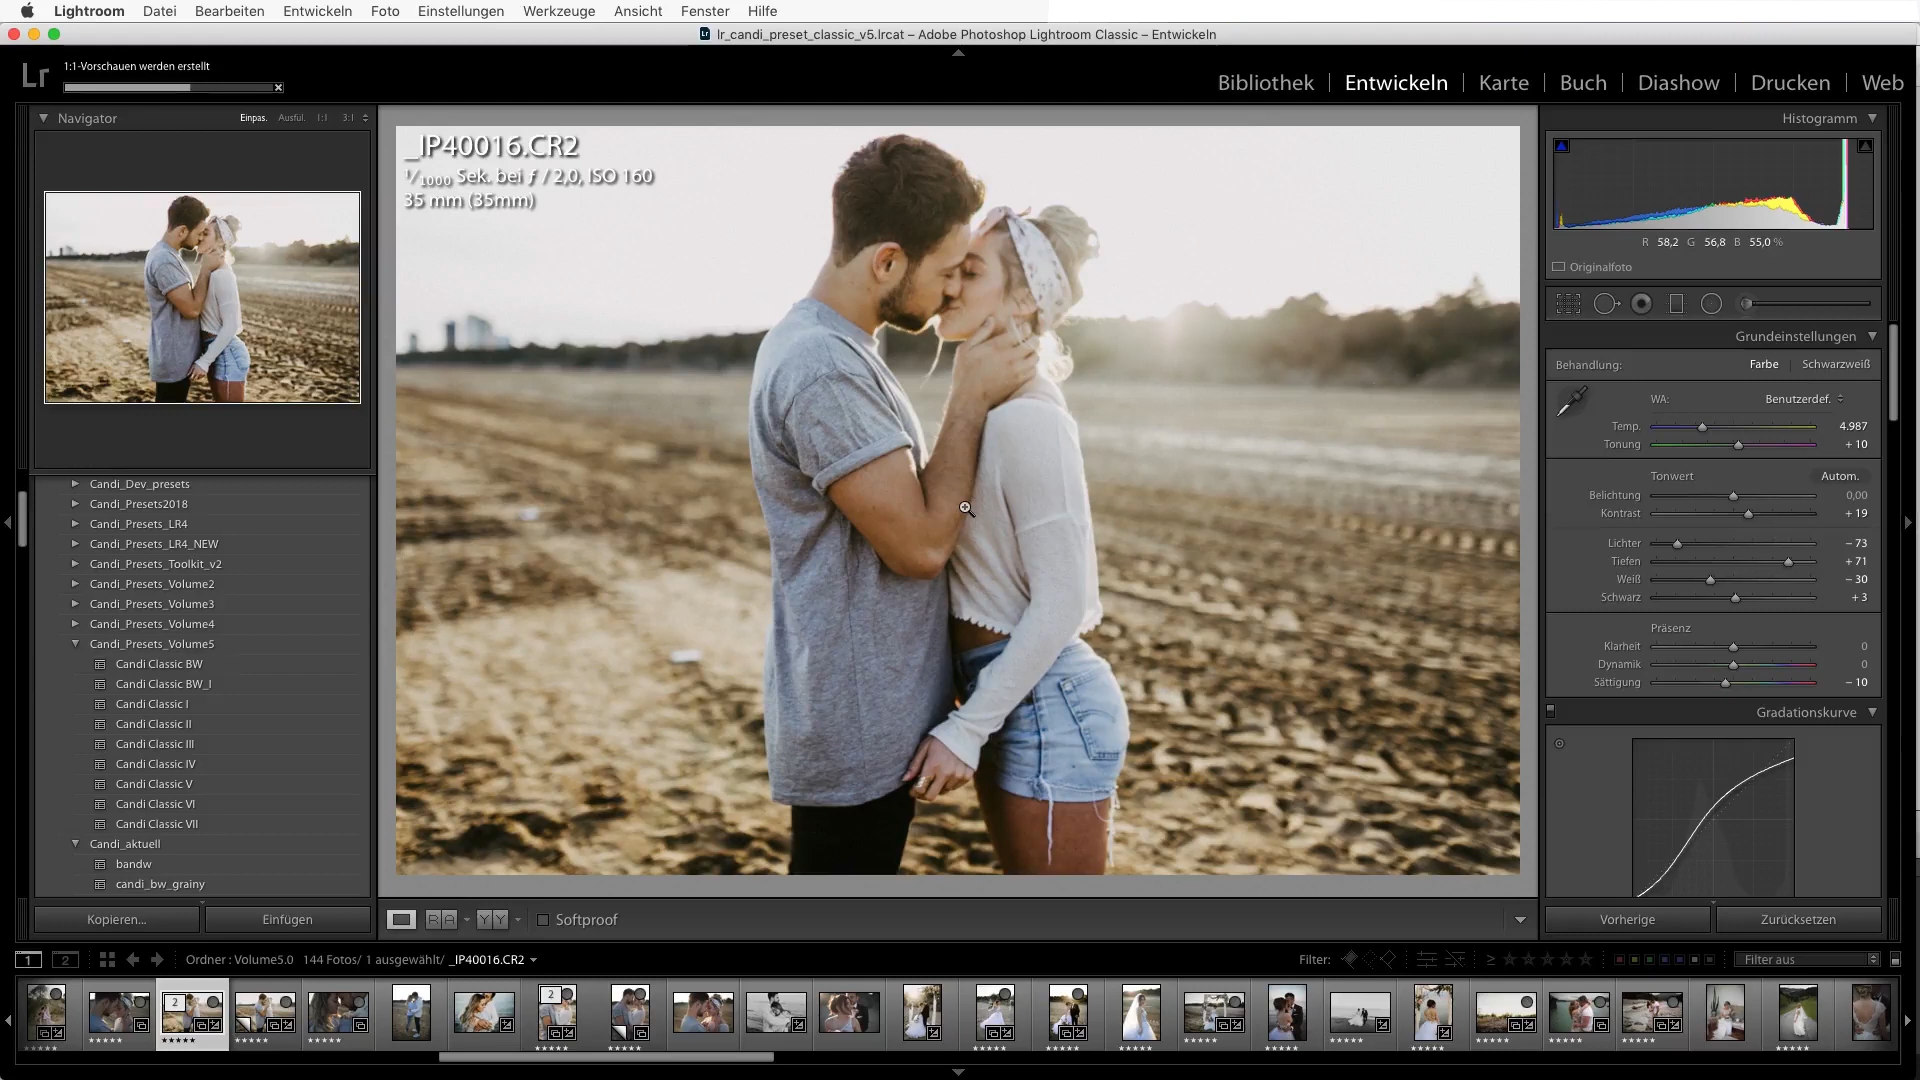 Lightroom Datei Bearbeiten Entwickeln Foto Einstellungen Werkzeuge Ansicht Fenster Hilfe
Lr lr_candi_preset_classic_v5.lrcat – Adobe Photoshop Lightroom Classic – Entwickeln
Lr 1:1-Vorschauen werden erstellt
Bibliothek | Entwickeln | Karte | Buch | Diashow | Drucken | Web
Navigator Einpas. Ausfül. 1:1 3:1
Candi_Dev_presets
Candi_Presets2018
Candi_Presets_LR4
Candi_Presets_LR4_NEW
Candi_Presets_Toolkit_v2
Candi_Presets_Volume2
Candi_Presets_Volume3
Candi_Presets_Volume4
Candi_Presets_Volume5
Candi Classic BW
Candi Classic BW_I
Candi Classic I
Candi Classic II
Candi Classic III
Candi Classic IV
Candi Classic V
Candi Classic VI
Candi Classic VII
Candi_aktuell
bandw
candi_bw_grainy
Kopieren... Einfügen
_IP40016.CR2
1/1000 Sek. bei ƒ / 2,0, ISO 160
35 mm (35mm)
R A Y Y Softproof
Histogramm
R 58,2 G 56,8 B 55,0 %
Originalfoto
Grundeinstellungen
Behandlung: Farbe | Schwarzweiß
WA: Benutzerdef.
Temp. 4.987
Tonung + 10
Tonwert Autom.
Belichtung 0,00
Kontrast + 19
Lichter − 73
Tiefen + 71
Weiß − 30
Schwarz + 3
Präsenz
Klarheit 0
Dynamik 0
Sättigung − 10
Gradationskurve
Vorherige Zurücksetzen
1 2 Ordner : Volume5.0 144 Fotos/ 1 ausgewählt/ _IP40016.CR2 Filter: ≥ Filter aus
2 2